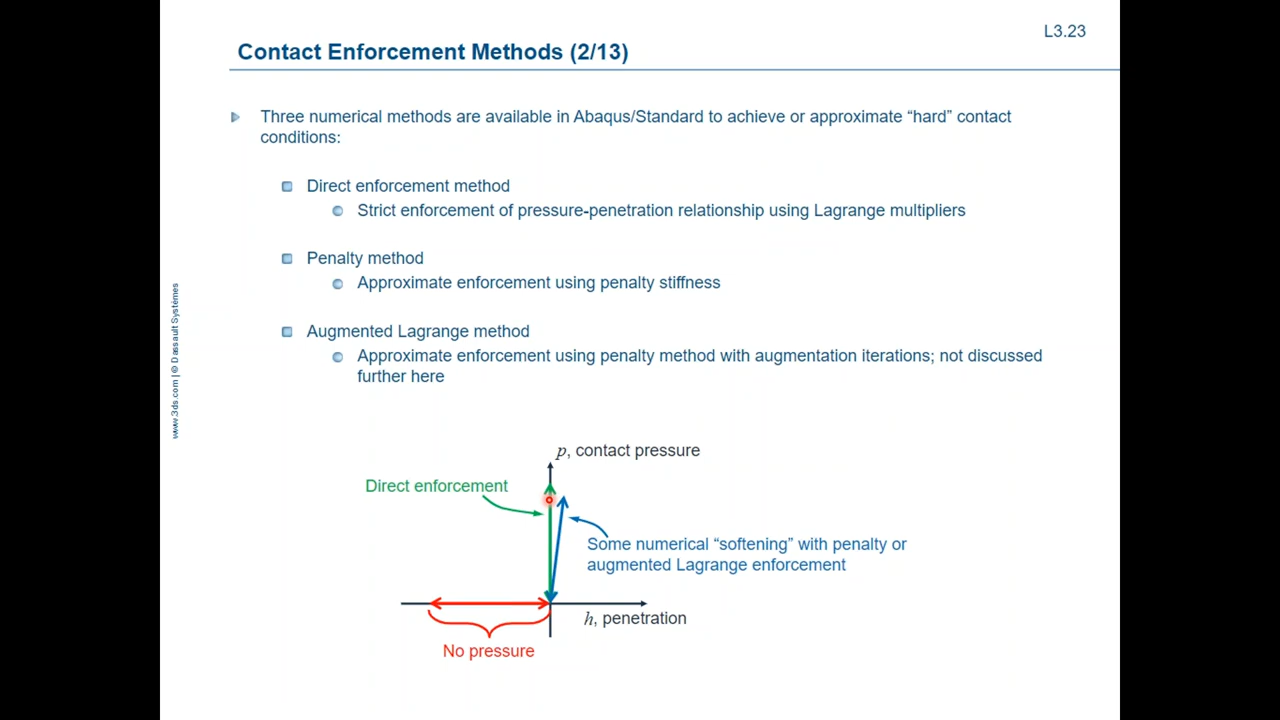 L3.23
Contact Enforcement Methods (2/13)
Three numerical methods are available in Abaqus/Standard to achieve or approximate “hard” contact
conditions:
Direct enforcement method
Strict enforcement of pressure-penetration relationship using Lagrange multipliers
Penalty method
Approximate enforcement using penalty stiffness
Augmented Lagrange method
Approximate enforcement using penalty method with augmentation iterations; not discussed
further here
www.3ds.com | © Dassault Systèmes
p, contact pressure
Direct enforcement
Some numerical “softening” with penalty or
augmented Lagrange enforcement
h, penetration
No pressure